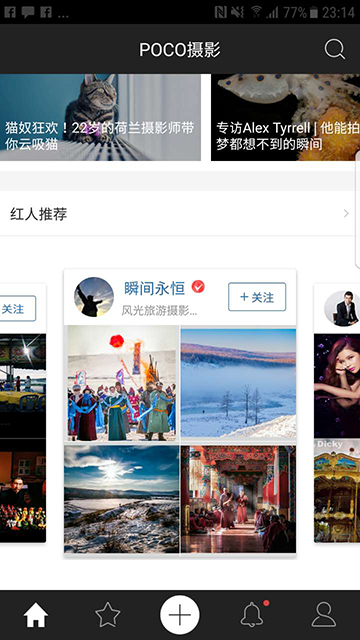 77% 23:14
POCO摄影
猫奴狂欢！22岁的荷兰摄影师带
你云吸猫
专访Alex Tyrrell | 他能拍
梦都想不到的瞬间
红人推荐
关注
瞬间永恒
风光旅游摄影...
+关注
Dicky